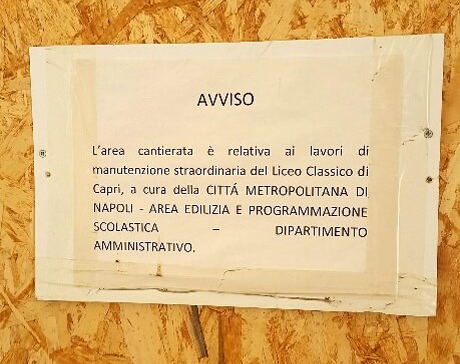 AVVISO
L'area cantierata è relativa ai lavori di
manutenzione straordinaria del Liceo Classico di
Capri, a cura della CITTÁ METROPOLITANA DI
NAPOLI - AREA EDILIZIA E PROGRAMMAZIONE
SCOLASTICA – DIPARTIMENTO
AMMINISTRATIVO.